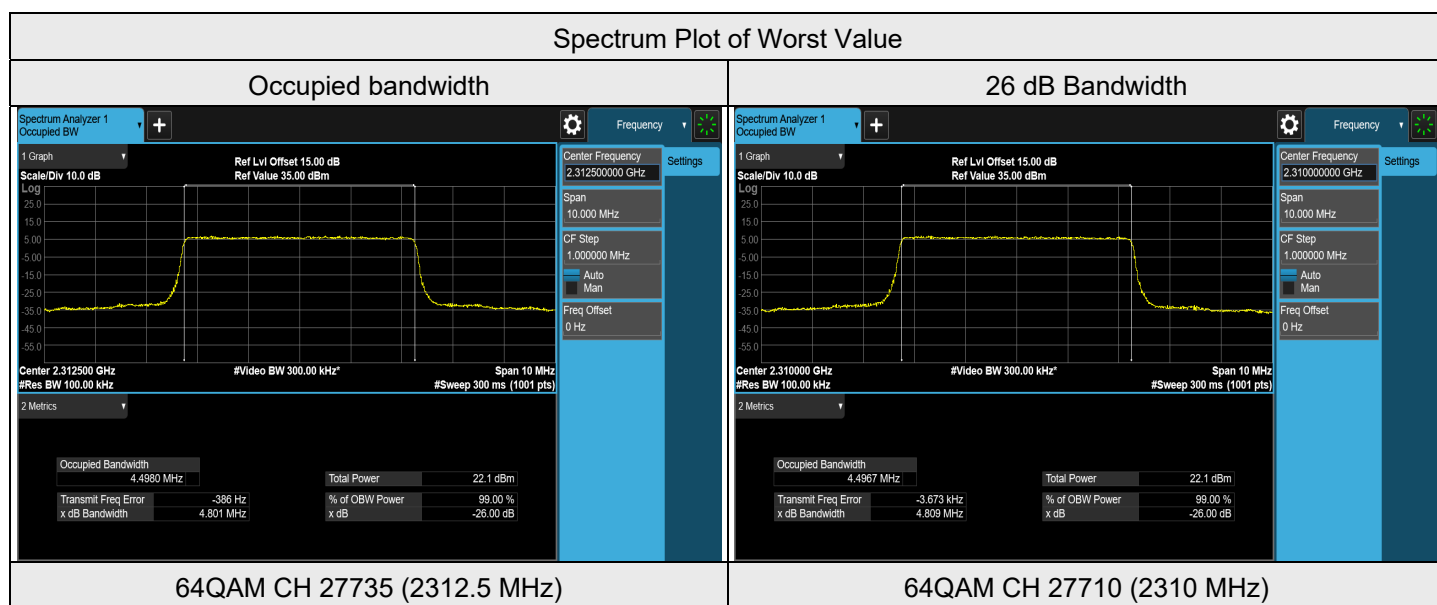 Spectrum Plot of Worst Value
Occupied bandwidth
26 dB Bandwidth
Spectrum Analyzer 1
Occupied BW
+
Frequency
1 Graph
Ref Lvl Offset 15.00 dB
Scale/Div 10.0 dB
Ref Value 35.00 dBm
Log
25.0
15.0
5.00
-5.00
-15.0
-25.0
-35.0
-45.0
-55.0
Center 2.312500 GHz
#Video BW 300.00 kHz*
Span 10 MHz
#Res BW 100.00 kHz
#Sweep 300 ms (1001 pts)
Center Frequency
2.312500000 GHz
Settings
Span
10.000 MHz
CF Step
1.000000 MHz
Auto
Man
Freq Offset
0 Hz
2 Metrics
Occupied Bandwidth
4.4980 MHz
Total Power 22.1 dBm
Transmit Freq Error -386 Hz
% of OBW Power 99.00 %
x dB Bandwidth 4.801 MHz
x dB -26.00 dB
Spectrum Analyzer 1
Occupied BW
+
Frequency
1 Graph
Ref Lvl Offset 15.00 dB
Scale/Div 10.0 dB
Ref Value 35.00 dBm
Log
25.0
15.0
5.00
-5.00
-15.0
-25.0
-35.0
-45.0
-55.0
Center 2.310000 GHz
#Video BW 300.00 kHz*
Span 10 MHz
#Res BW 100.00 kHz
#Sweep 300 ms (1001 pts)
Center Frequency
2.310000000 GHz
Settings
Span
10.000 MHz
CF Step
1.000000 MHz
Auto
Man
Freq Offset
0 Hz
2 Metrics
Occupied Bandwidth
4.4967 MHz
Total Power 22.1 dBm
Transmit Freq Error -3.673 kHz
% of OBW Power 99.00 %
x dB Bandwidth 4.809 MHz
x dB -26.00 dB
64QAM CH 27735 (2312.5 MHz)
64QAM CH 27710 (2310 MHz)